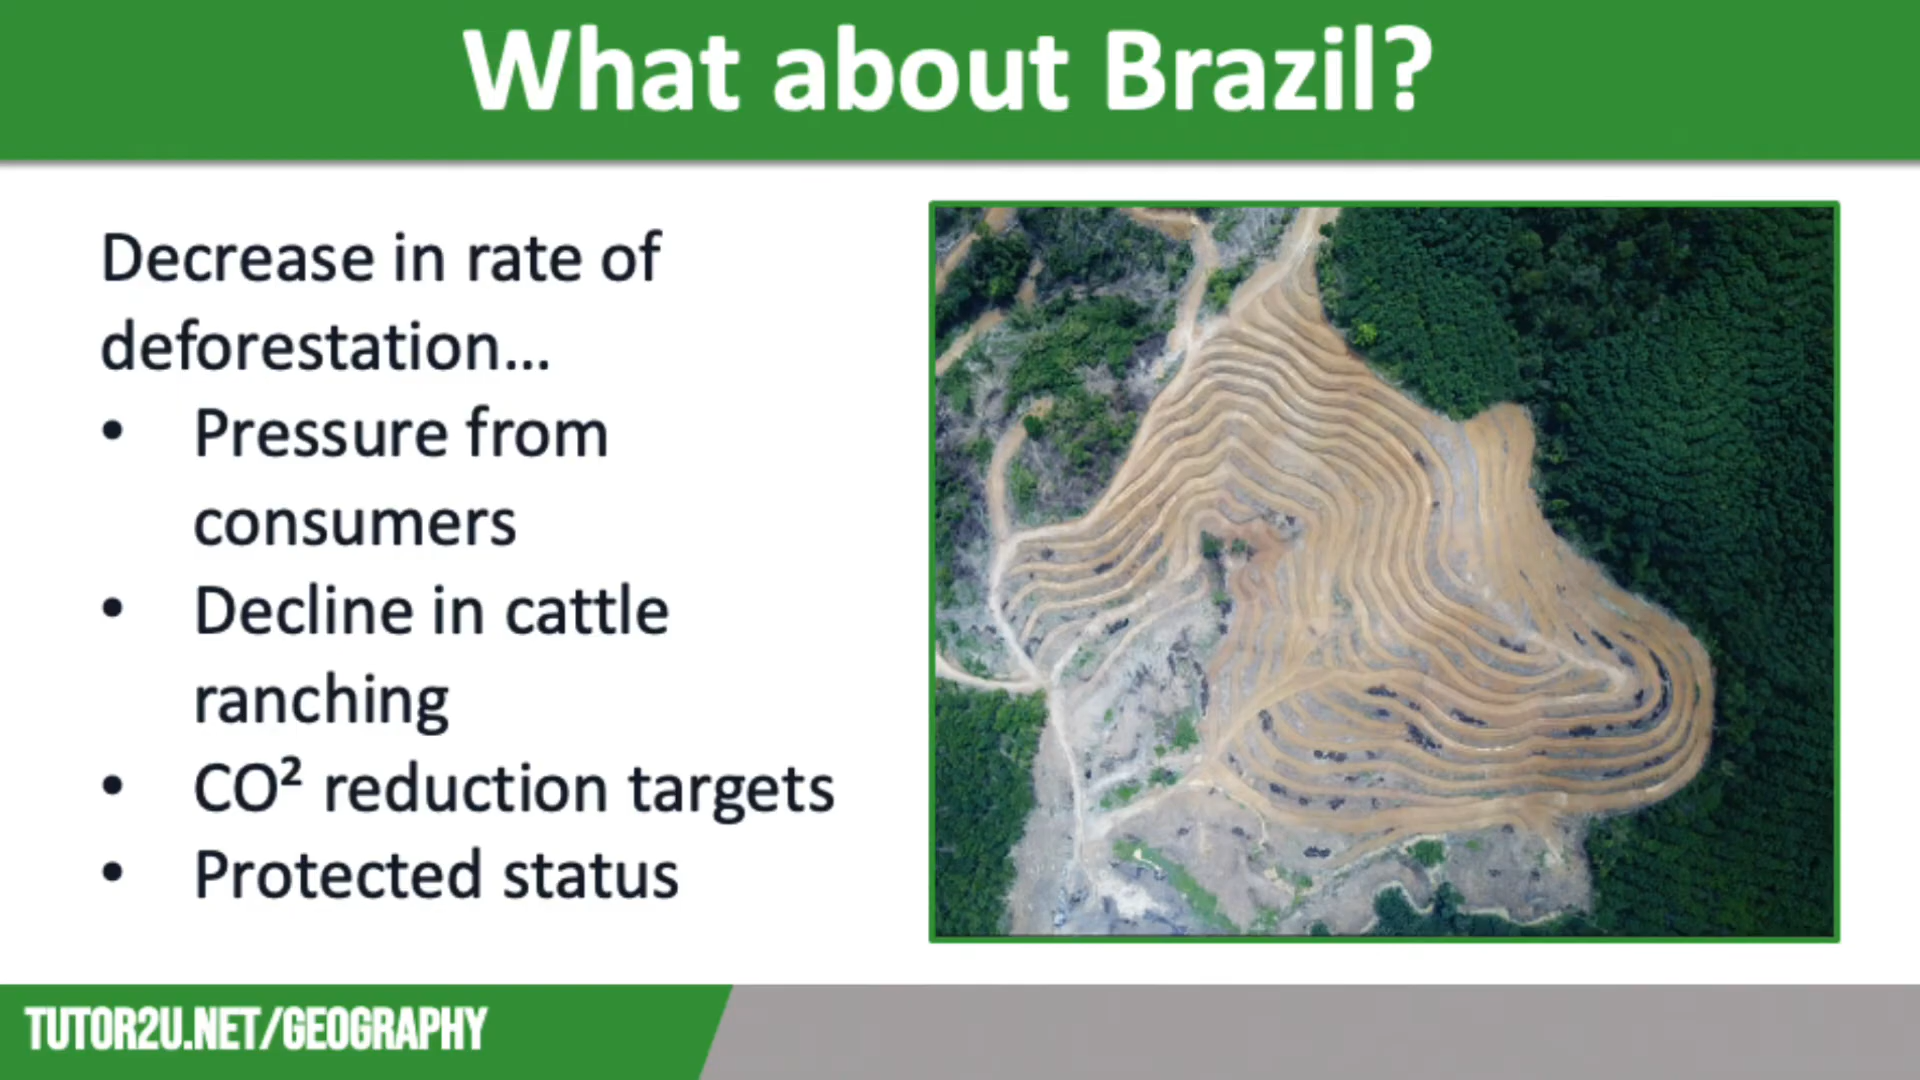 What about Brazil?
Decrease in rate of
deforestation...
• Pressure from
consumers
• Decline in cattle
ranching
• CO² reduction targets
• Protected status
TUTOR2U.NET/GEOGRAPHY